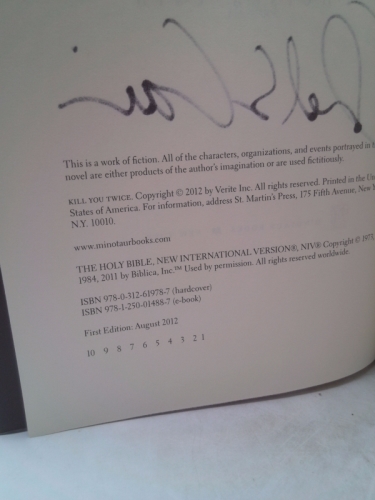 This is a work of fiction. All of the characters, organizations, and events portrayed in
novel are either products of the author's imagination or are used fictitiously.
KILL YOU TWICE. Copyright © 2012 by Verite Inc. All rights reserved. Printed in the
States of America. For information, address St. Martin's Press, 175 Fifth Avenue, New
N.Y. 10010.
www.minotaurbooks.com
THE HOLY BIBLE, NEW INTERNATIONAL VERSION®, NIV® Copyright © 1973,
1984, 2011 by Biblica, Inc.™ Used by permission. All rights reserved worldwide.
ISBN 978-0-312-61978-7 (hardcover)
ISBN 978-1-250-01488-7 (e-book)
First Edition: August 2012
10 9 8 7 6 5 4 3 2 1